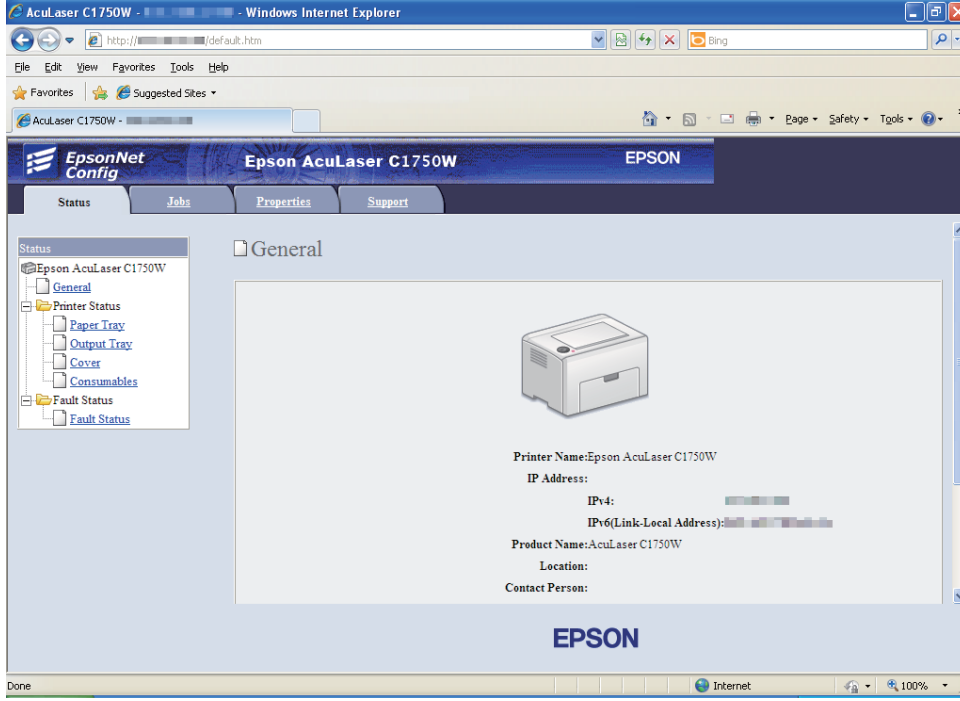 AcuLaser C1750W - - Windows Internet Explorer
http:// /default.htm
Bing
File Edit View Favorites Tools Help
Favorites Suggested Sites
AcuLaser C1750W -
Page Safety Tools
EpsonNet Config
Epson AcuLaser C1750W
EPSON
Status Jobs Properties Support
Status
Epson AcuLaser C1750W
General
Printer Status
Paper Tray
Output Tray
Cover
Consumables
Fault Status
Fault Status
General
Printer Name:Epson AcuLaser C1750W
IP Address:
IPv4:
IPv6(Link-Local Address):
Product Name:AcuLaser C1750W
Location:
Contact Person:
EPSON
Done Internet 100%